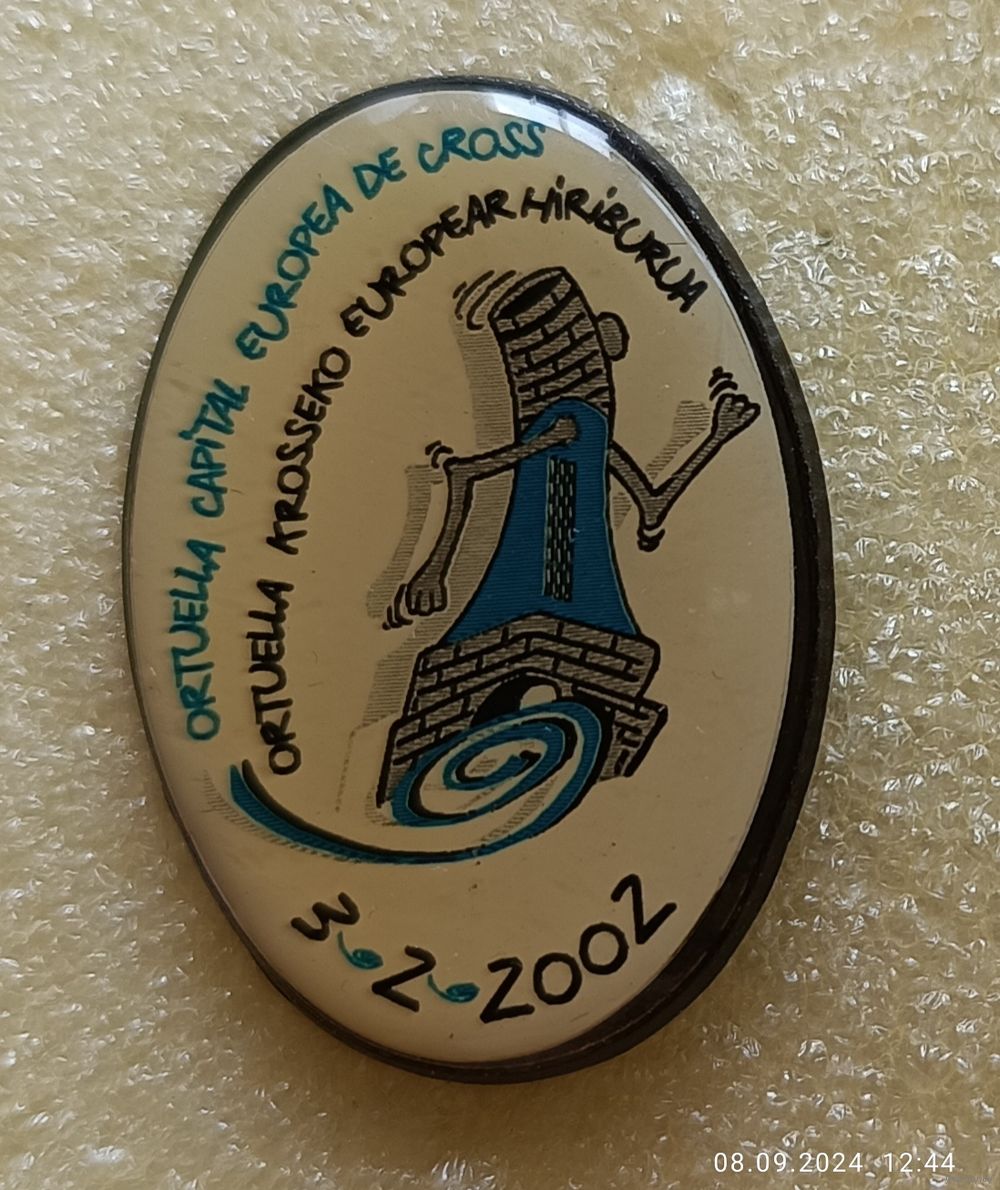 ORTUELLA CAPITAL EUROPEA DE CROSS
ORTUELLA KROSSEKO EUROPEAR HIRIBURUA
3.2.2002
08.09.2024 12:44